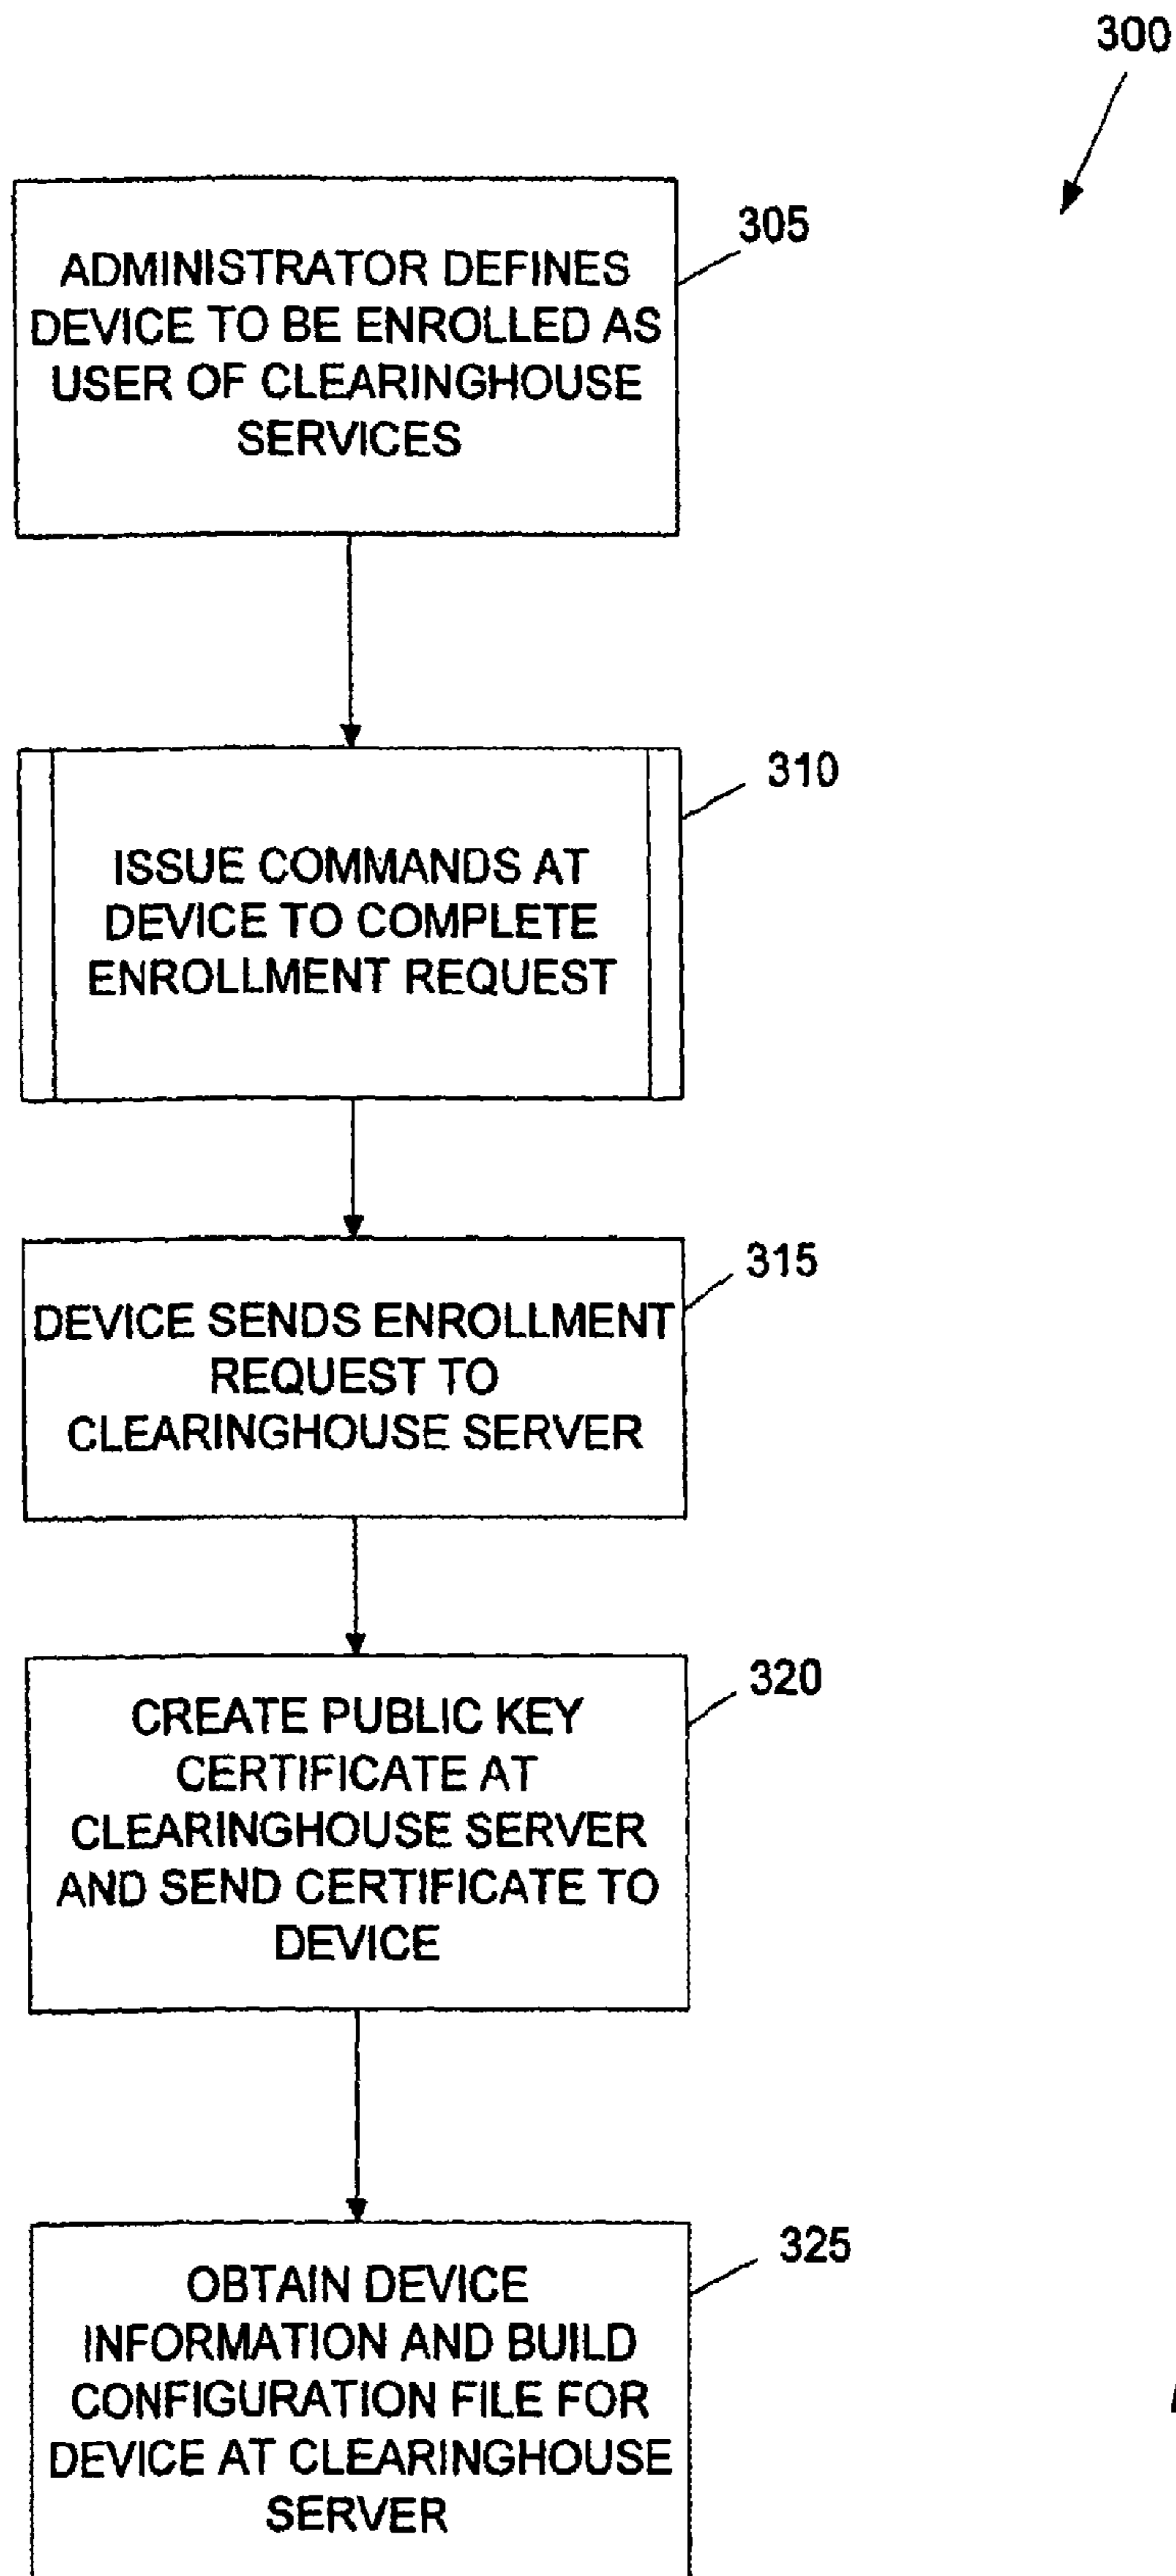 300
305
ADMINISTRATOR DEFINES
DEVICE TO BE ENROLLED AS
USER OF CLEARINGHOUSE
SERVICES
310
ISSUE COMMANDS AT
DEVICE TO COMPLETE
ENROLLMENT REQUEST
315
DEVICE SENDS ENROLLMENT
REQUEST TO
CLEARINGHOUSE SERVER
320
CREATE PUBLIC KEY
CERTIFICATE AT
CLEARINGHOUSE SERVER
AND SEND CERTIFICATE TO
DEVICE
325
OBTAIN DEVICE
INFORMATION AND BUILD
CONFIGURATION FILE FOR
DEVICE AT CLEARINGHOUSE
SERVER